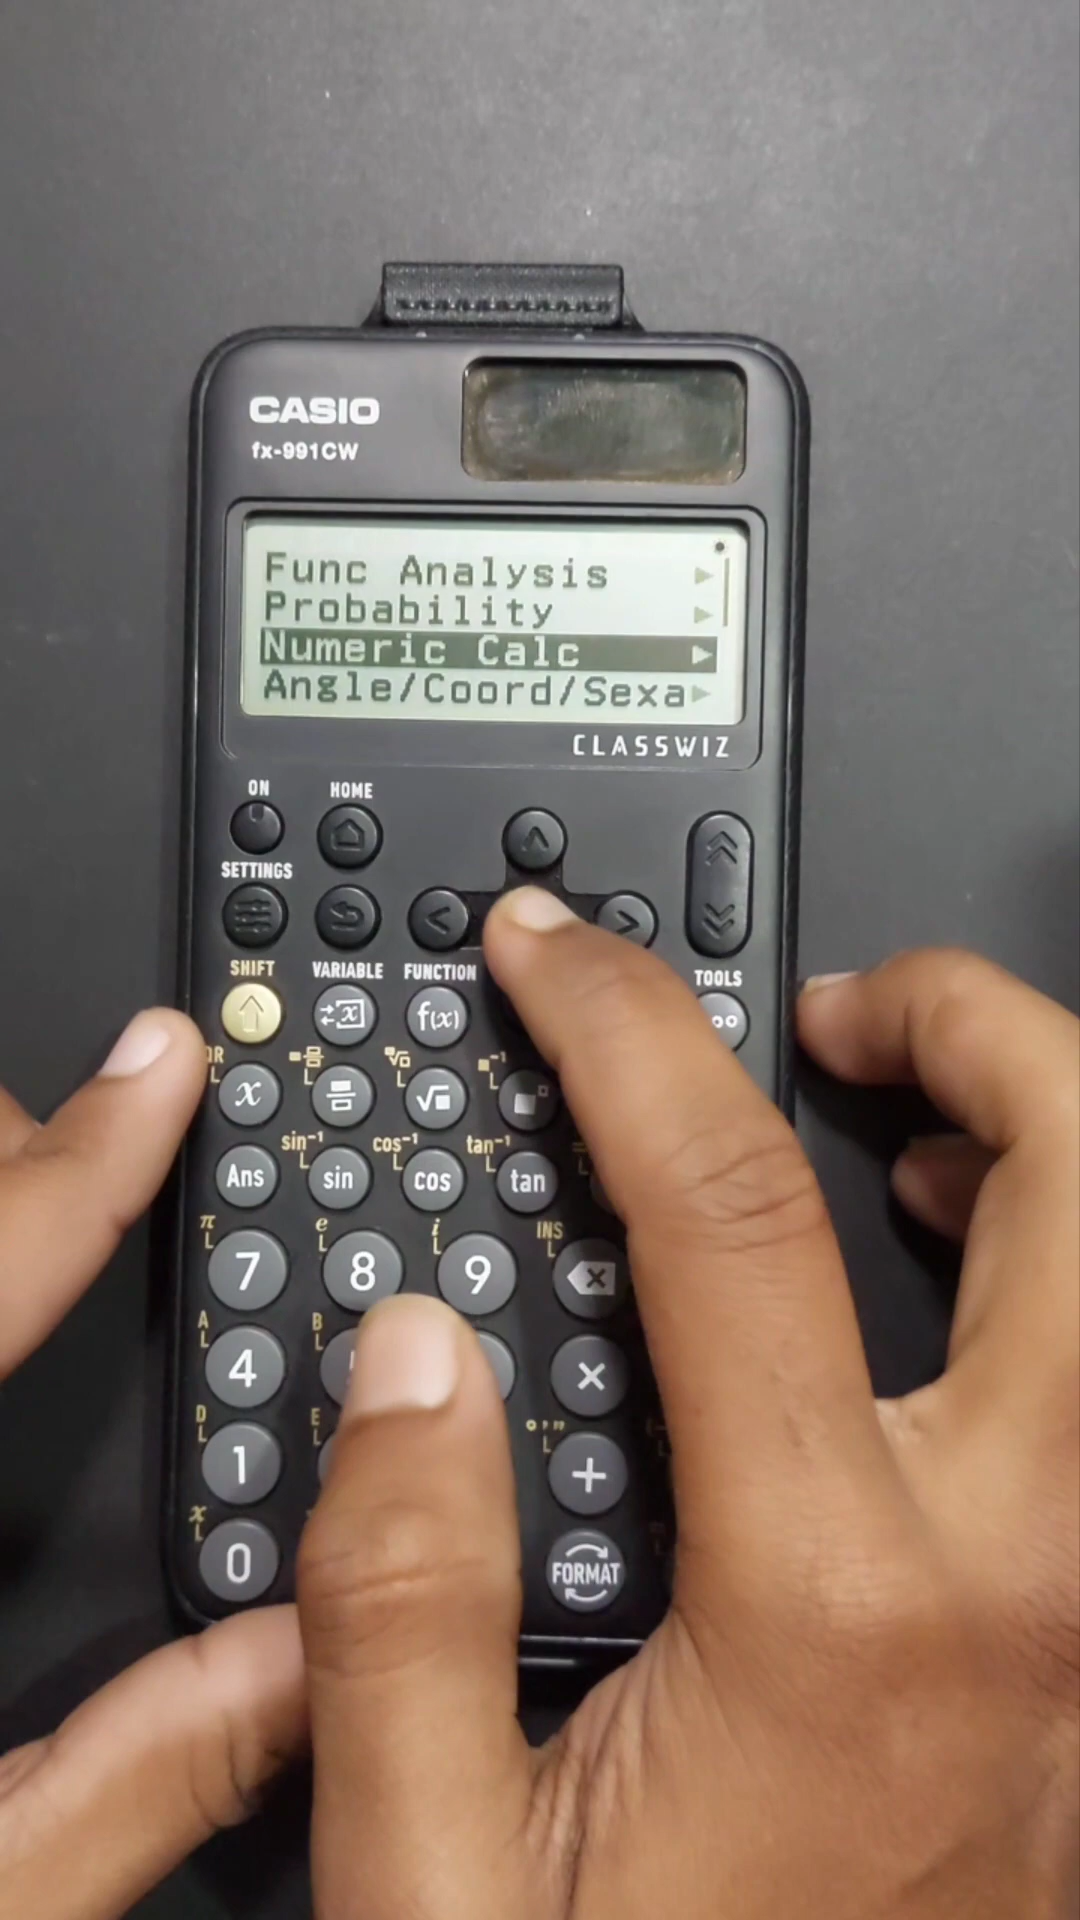 CASIO
fx-991CW
Func Analysis
Probability
Numeric Calc
Angle/Coord/Sexa
CLASSWIZ
ON HOME
SETTINGS
SHIFT VARIABLE FUNCTION TOOLS
x f(x)
x √■ ■⁻¹
sin⁻¹ cos⁻¹ tan⁻¹
Ans sin cos tan
π e i INS
7 8 9
A B
4 ×
D E
1 +
x
0 FORMAT